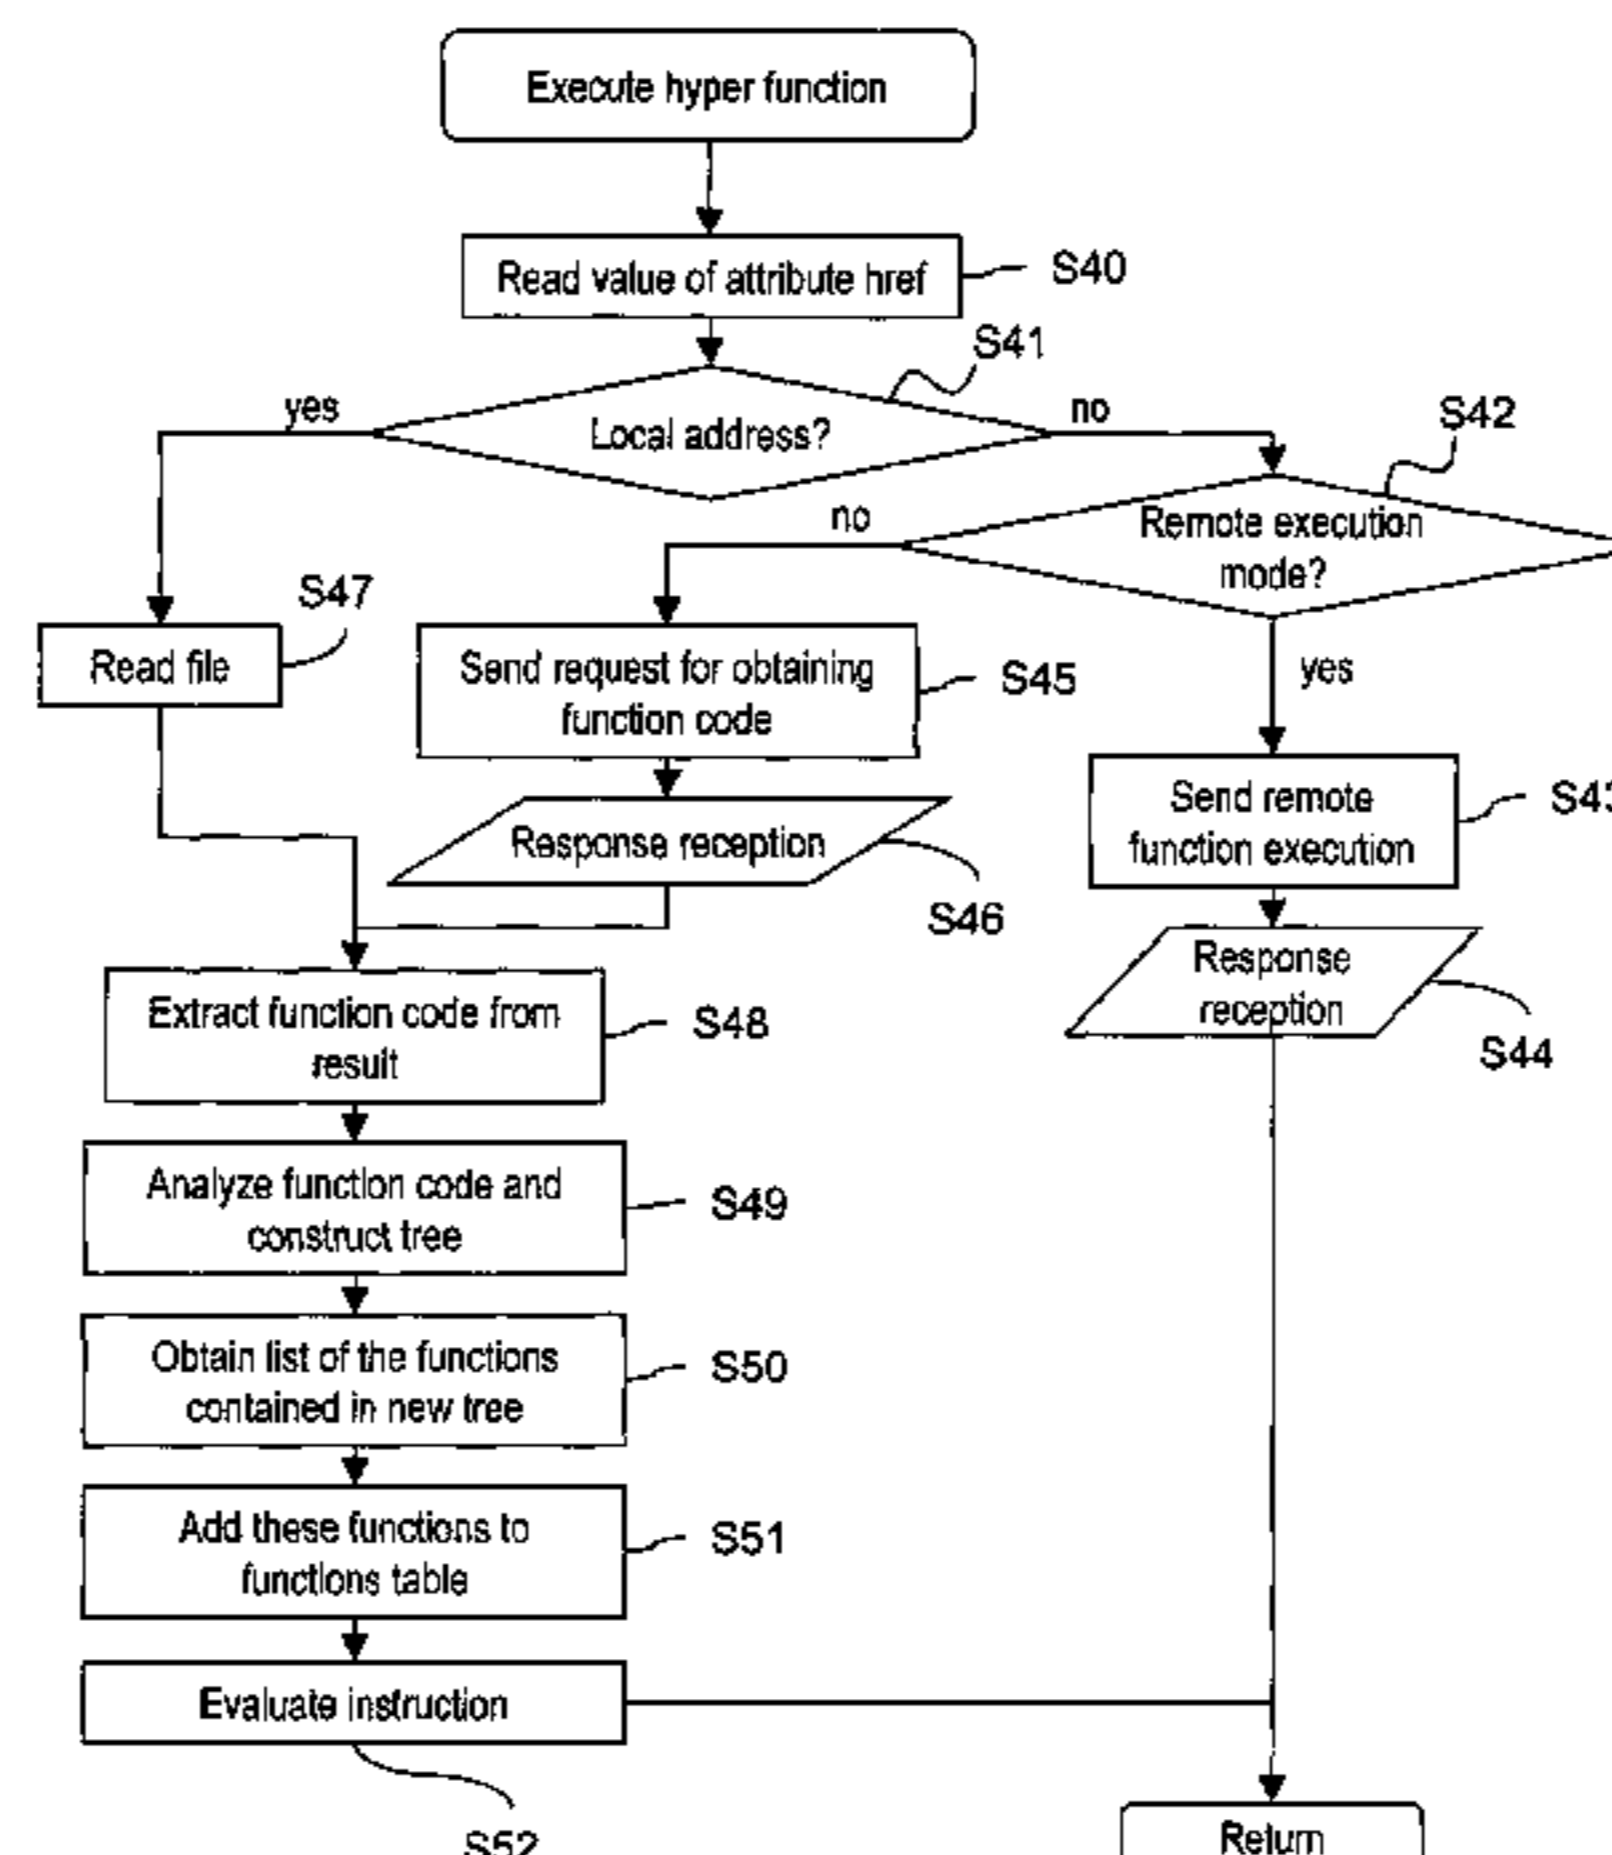 Execute hyper function
Read value of attribute href
S40
S41
Local address?
yes
no
S42
Remote execution
mode?
no
yes
S47
Read file
Send request for obtaining
function code
S45
Send remote
function execution
S43
Response reception
S46
Response
reception
S44
Extract function code from
result
S48
Analyze function code and
construct tree
S49
Obtain list of the functions
contained in new tree
S50
Add these functions to
functions table
S51
Evaluate instruction
S52
Return